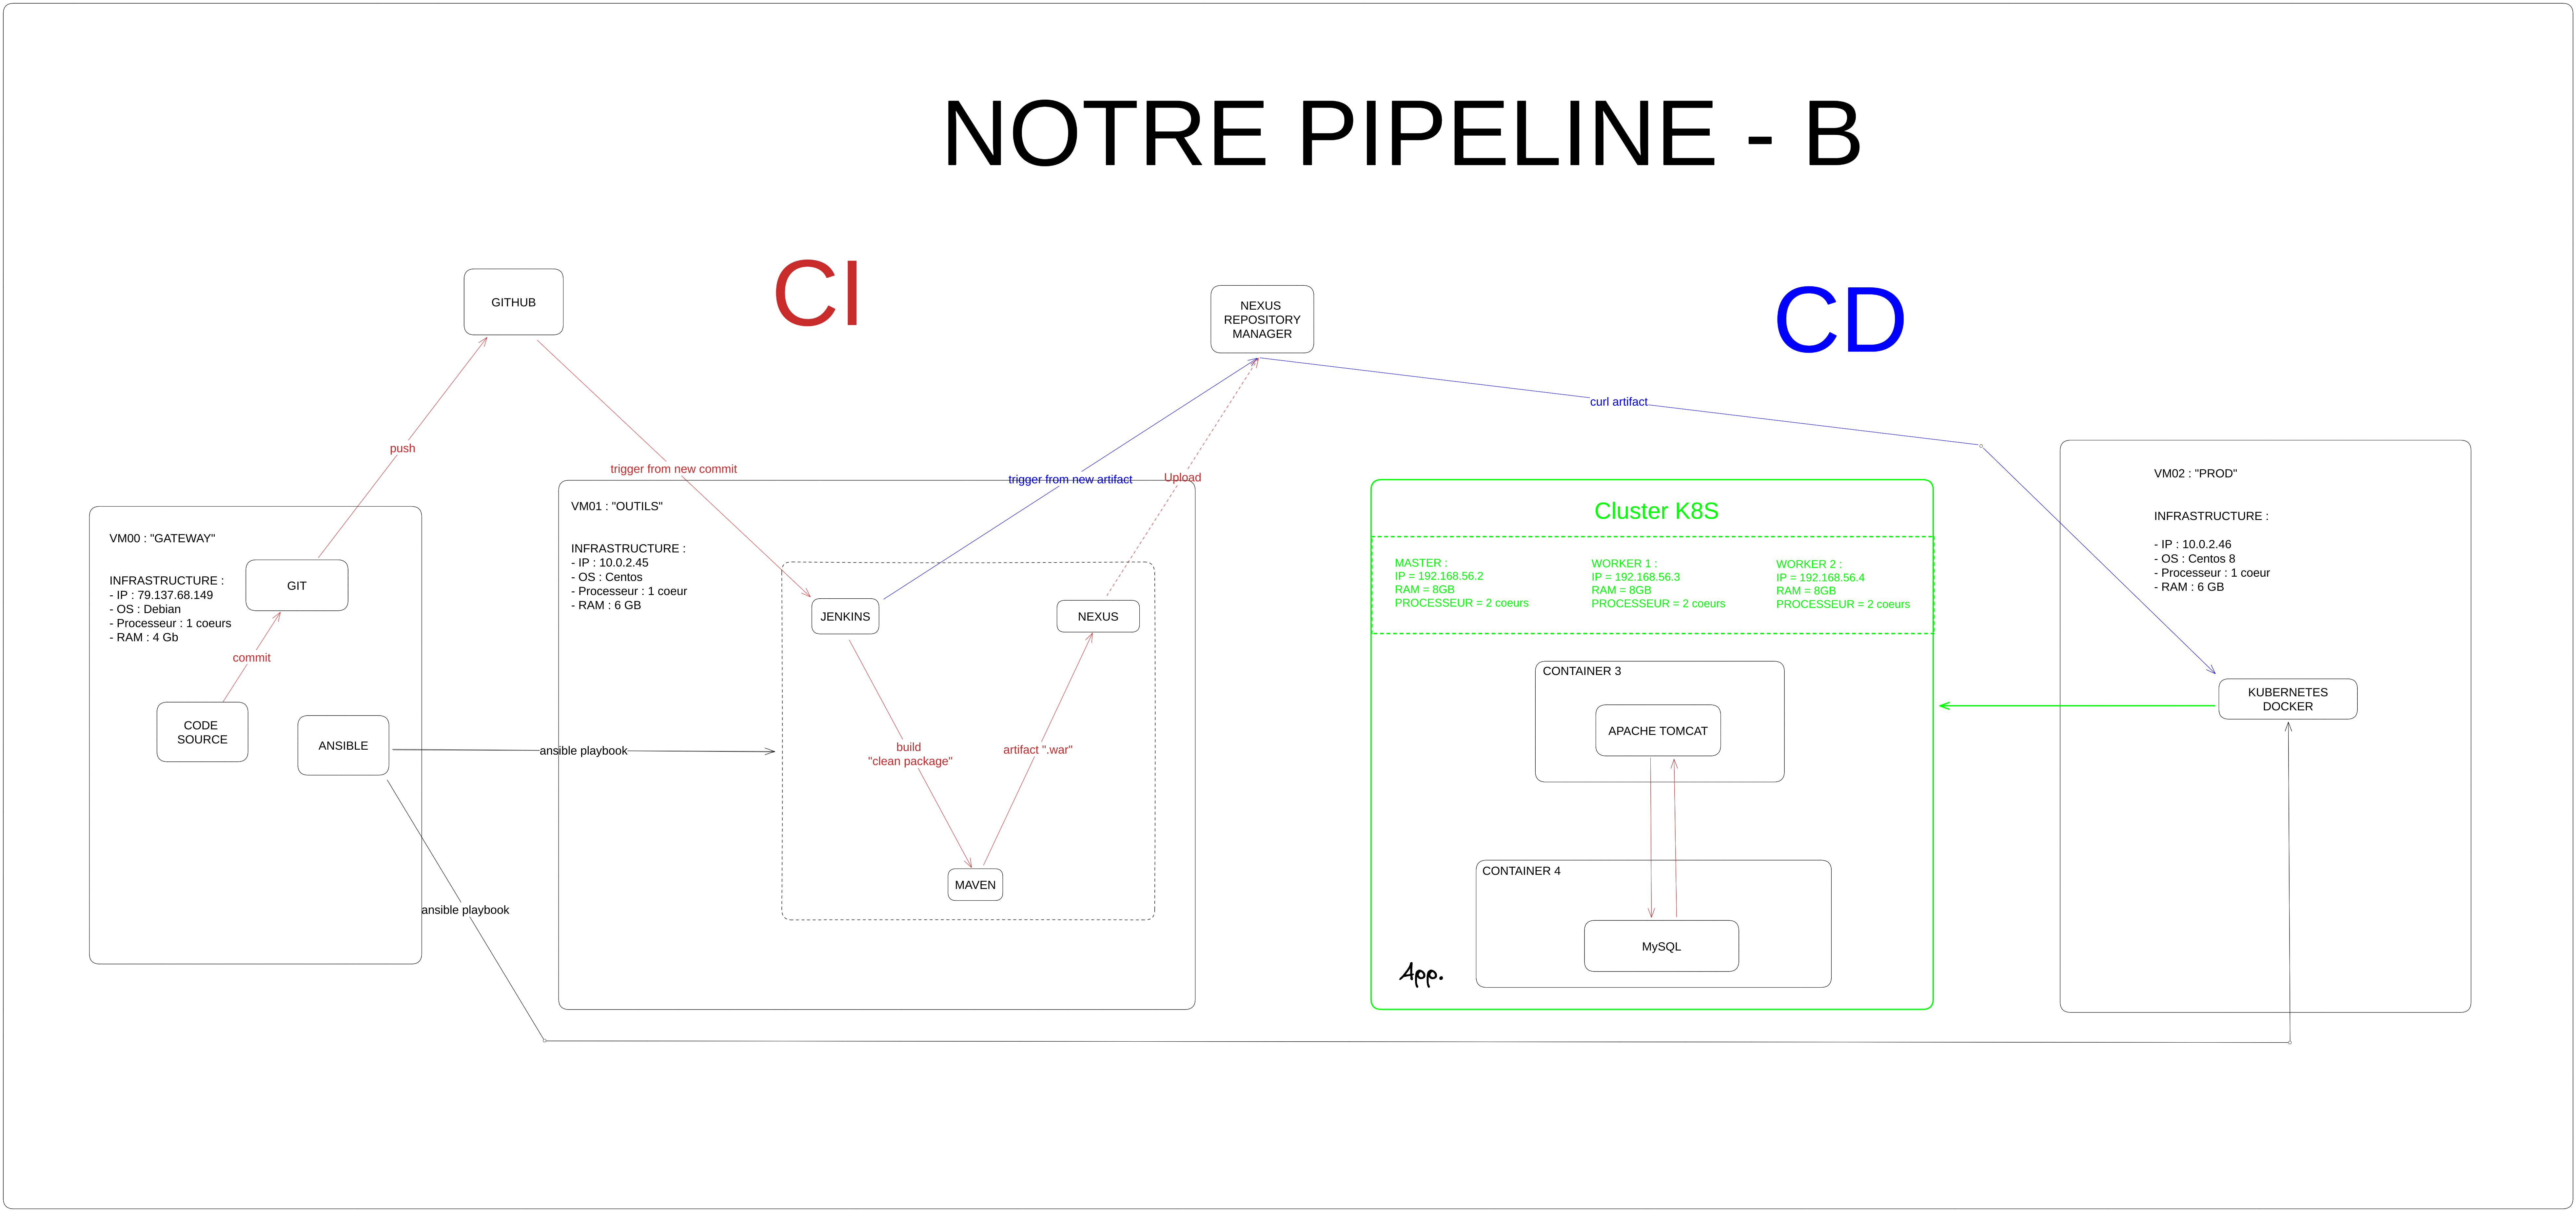 NOTRE PIPELINE - B
CI
CD
GITHUB
NEXUS
REPOSITORY
MANAGER
push
trigger from new commit
trigger from new artifact
Upload
curl artifact
VM00 : "GATEWAY"
INFRASTRUCTURE :
- IP : 79.137.68.149
- OS : Debian
- Processeur : 1 coeurs
- RAM : 4 Gb
GIT
commit
CODE
SOURCE
ANSIBLE
ansible playbook
ansible playbook
VM01 : "OUTILS"
INFRASTRUCTURE :
- IP : 10.0.2.45
- OS : Centos
- Processeur : 1 coeur
- RAM : 6 GB
JENKINS
NEXUS
build
"clean package"
artifact ".war"
MAVEN
Cluster K8S
MASTER :
IP = 192.168.56.2
RAM = 8GB
PROCESSEUR = 2 coeurs
WORKER 1 :
IP = 192.168.56.3
RAM = 8GB
PROCESSEUR = 2 coeurs
WORKER 2 :
IP = 192.168.56.4
RAM = 8GB
PROCESSEUR = 2 coeurs
CONTAINER 3
APACHE TOMCAT
CONTAINER 4
MySQL
App.
VM02 : "PROD"
INFRASTRUCTURE :
- IP : 10.0.2.46
- OS : Centos 8
- Processeur : 1 coeur
- RAM : 6 GB
KUBERNETES
DOCKER